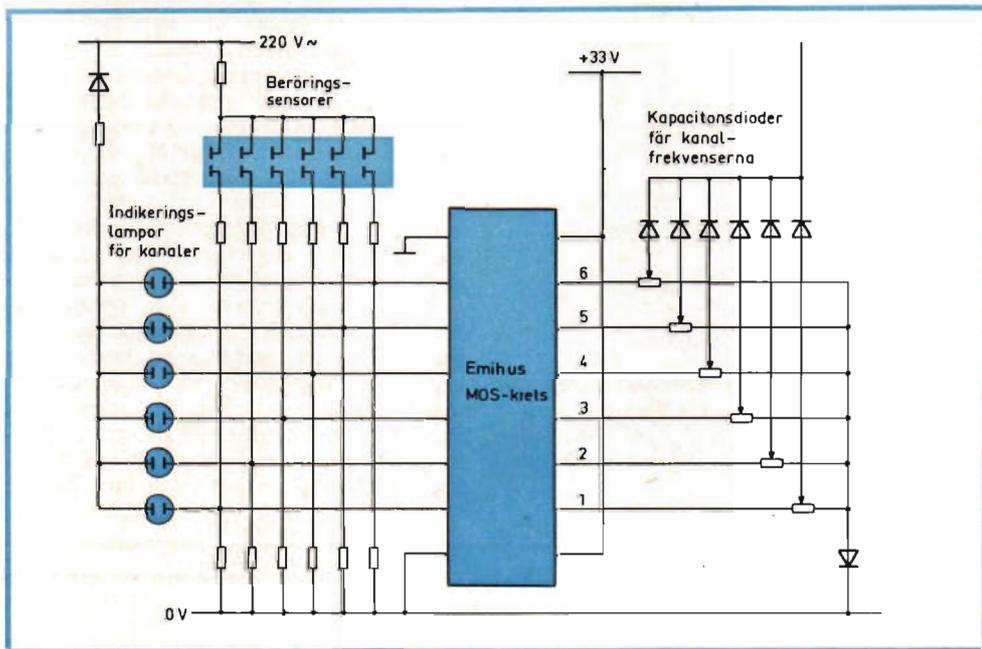 220 V ~
Berörings-
sensorer
+33 V
Kapacitonsdioder
fär kanal-
frekvenserna
Indikerings-
lampor
för kanaler
6
5
4
3
2
1
Emihus
MOS-krets
0 V